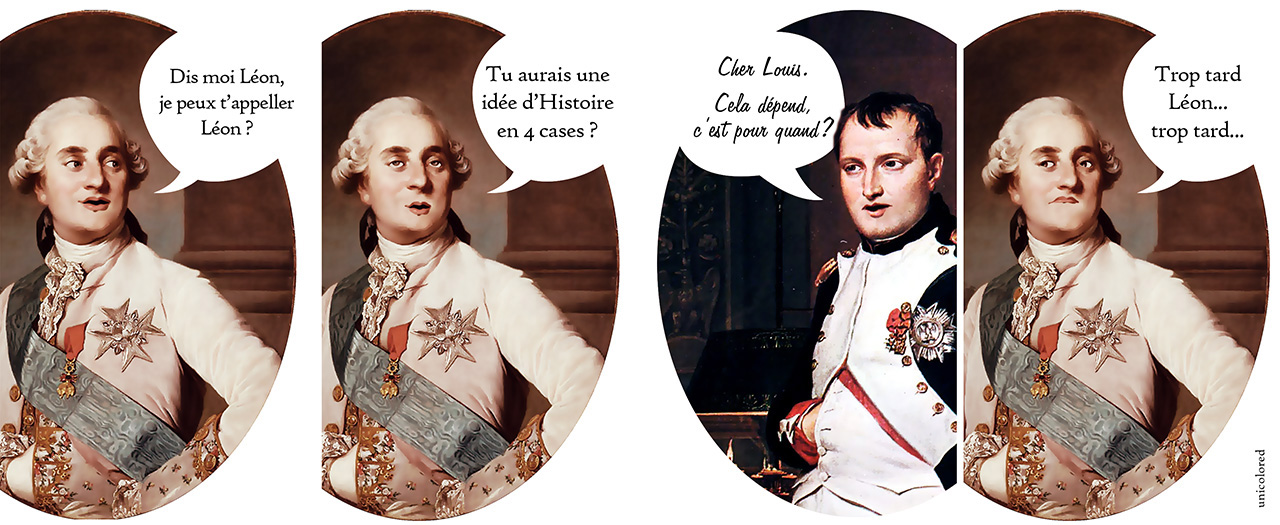 Dis moi Léon,
je peux t'appeller
Léon ?
Tu aurais une
idée d'Histoire
en 4 cases ?
Cher Louis.
Cela dépend,
c'est pour quand?
Trop tard
Léon...
trop tard...
unicolored